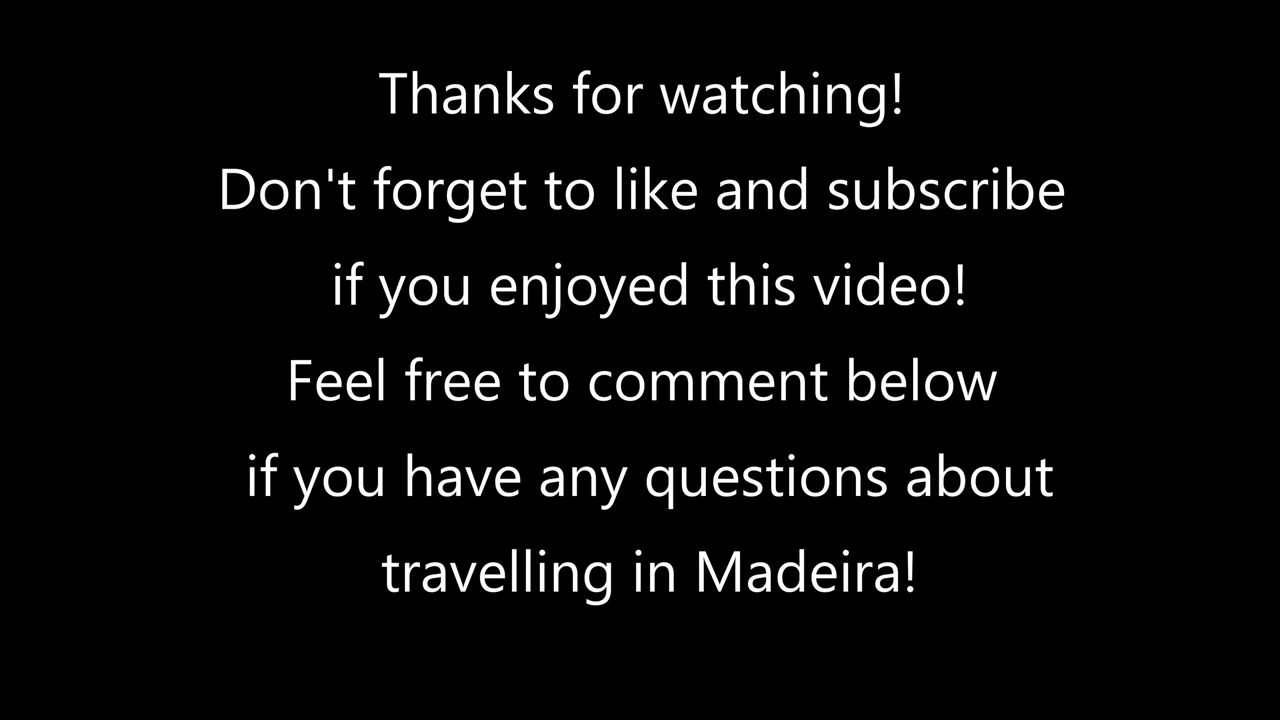 Thanks for watching!
Don't forget to like and subscribe
if you enjoyed this video!
Feel free to comment below
if you have any questions about
travelling in Madeira!